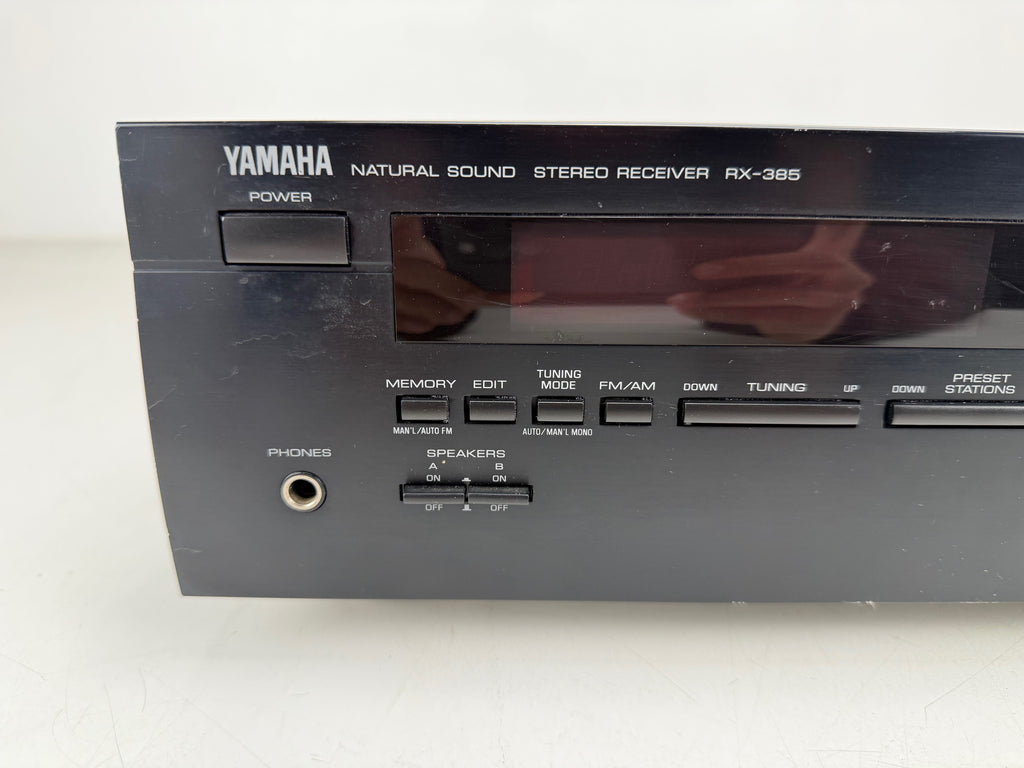 YAMAHA NATURAL SOUND STEREO RECEIVER RX-385
POWER
MEMORY EDIT TUNING MODE FM/AM DOWN TUNING UP DOWN PRESET STATIONS
MAN'L/AUTO FM AUTO/MAN'L MONO
PHONES SPEAKERS
A B
ON ON
OFF OFF